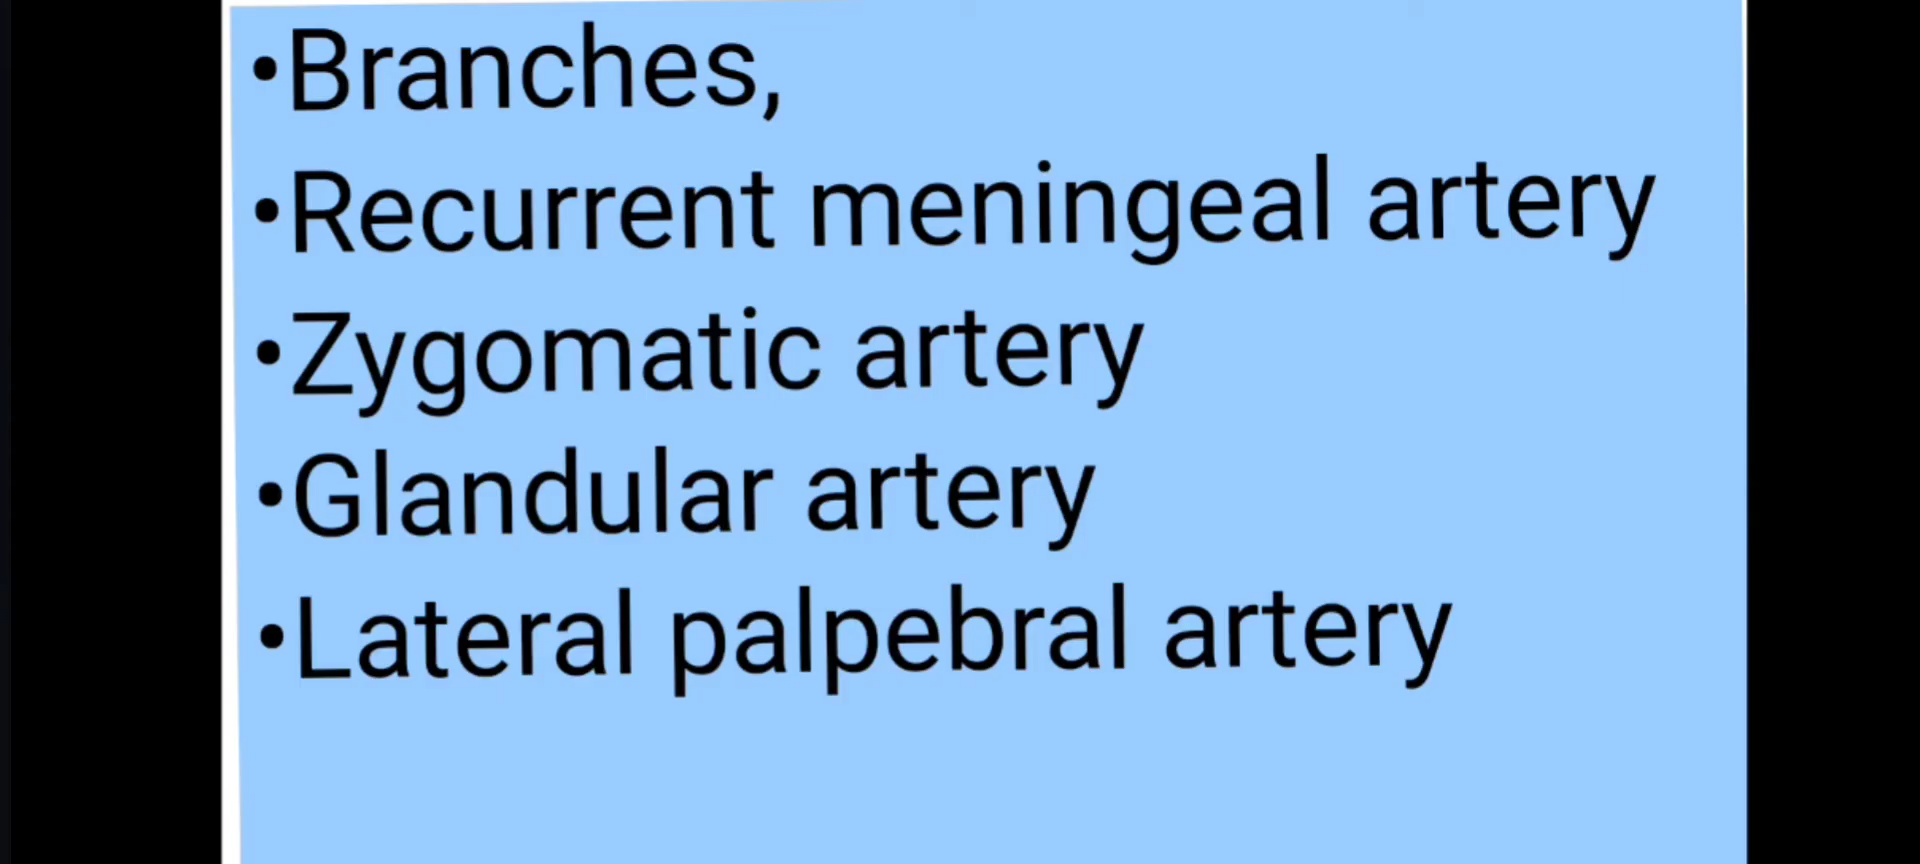 •Branches,
•Recurrent meningeal artery
•Zygomatic artery
•Glandular artery
•Lateral palpebral artery